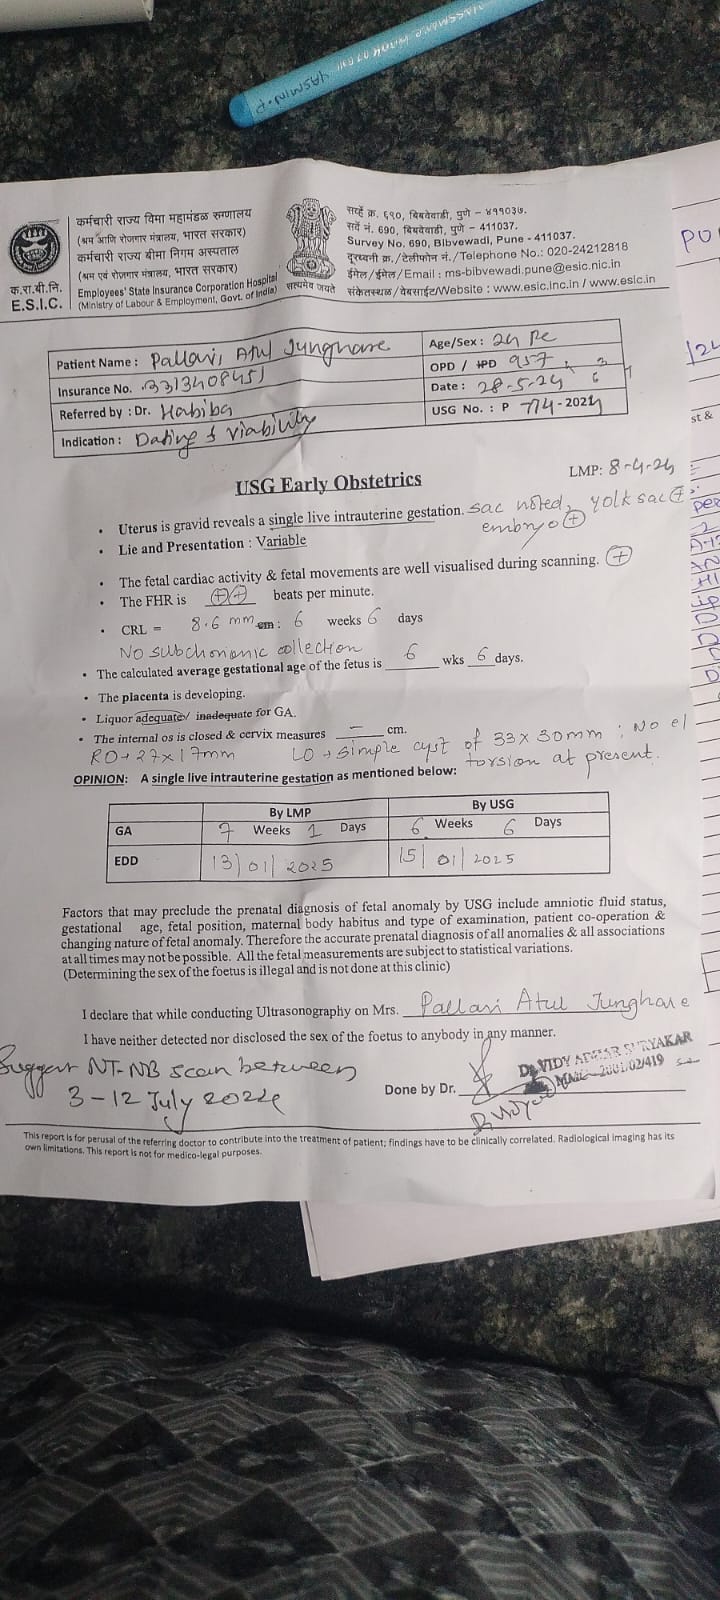 JASMIN-P
कर्मचारी राज्य विमा महामंडळ रुग्णालय
(श्रम आणि रोजगार मंत्रालय, भारत सरकार)
कर्मचारी राज्य बीमा निगम अस्पताल
(श्रम एवं रोजगार मंत्रालय, भारत सरकार)
Employees' State Insurance Corporation Hospital
(Ministry of Labour & Employment, Govt. of India)
क.रा.बी.नि.
E.S.I.C.
सत्यमेव जयते
सर्व्हे क्र. ६९०, बिबवेवाडी, पुणे - ४११०३७.
सर्वे नं. 690, बिबवेवाडी, पुणे - 411037.
Survey No. 690, Bibvewadi, Pune - 411037.
दूरध्वनी क्र./टेलीफोन नं./Telephone No.: 020-24212818
ईमेल/ईमेल/Email : ms-bibvewadi.pune@esic.nic.in
संकेतस्थळ/वेबसाईट/Website : www.esic.inc.in / www.esic.in
Patient Name : Pallavi Atul Junghare
Age/Sex : 24
Insurance No. 3313408451
OPD / IPD 957
Referred by : Dr. Habiba
Date : 28-5-24
Indication : Dating & Viability
USG No. : P 774-2024
LMP: 8-4-24
USG Early Obstetrics
• Uterus is gravid reveals a single live intrauterine gestation. sac noted, yolk sac +
embryo +
• Lie and Presentation : Variable
• The fetal cardiac activity & fetal movements are well visualised during scanning. +
• The FHR is ++ beats per minute.
• CRL = 8.6 mm cm: 6 weeks 6 days
No subchorionic collection
• The calculated average gestational age of the fetus is 6 wks 6 days.
• The placenta is developing.
• Liquor adequate/ inadequate for GA.
• The internal os is closed & cervix measures — cm.
RO → 27x17mm LO → simple cyst of 33 x 30mm ; No e/
torsion at present.
OPINION: A single live intrauterine gestation as mentioned below:
By LMP By USG
GA 7 Weeks 1 Days 6 Weeks 6 Days
EDD 13/01/2025 15/01/2025
Factors that may preclude the prenatal diagnosis of fetal anomaly by USG include amniotic fluid status,
gestational age, fetal position, maternal body habitus and type of examination, patient co-operation &
changing nature of fetal anomaly. Therefore the accurate prenatal diagnosis of all anomalies & all associations
at all times may not be possible. All the fetal measurements are subject to statistical variations.
(Determining the sex of the foetus is illegal and is not done at this clinic)
I declare that while conducting Ultrasonography on Mrs. Pallavi Atul Junghare
I have neither detected nor disclosed the sex of the foetus to anybody in any manner.
Suggest NT-NB scan between
3-12 July 2024
Done by Dr.
This report is for perusal of the referring doctor to contribute into the treatment of patient; findings have to be clinically correlated. Radiological imaging has its
own limitations. This report is not for medico-legal purposes.